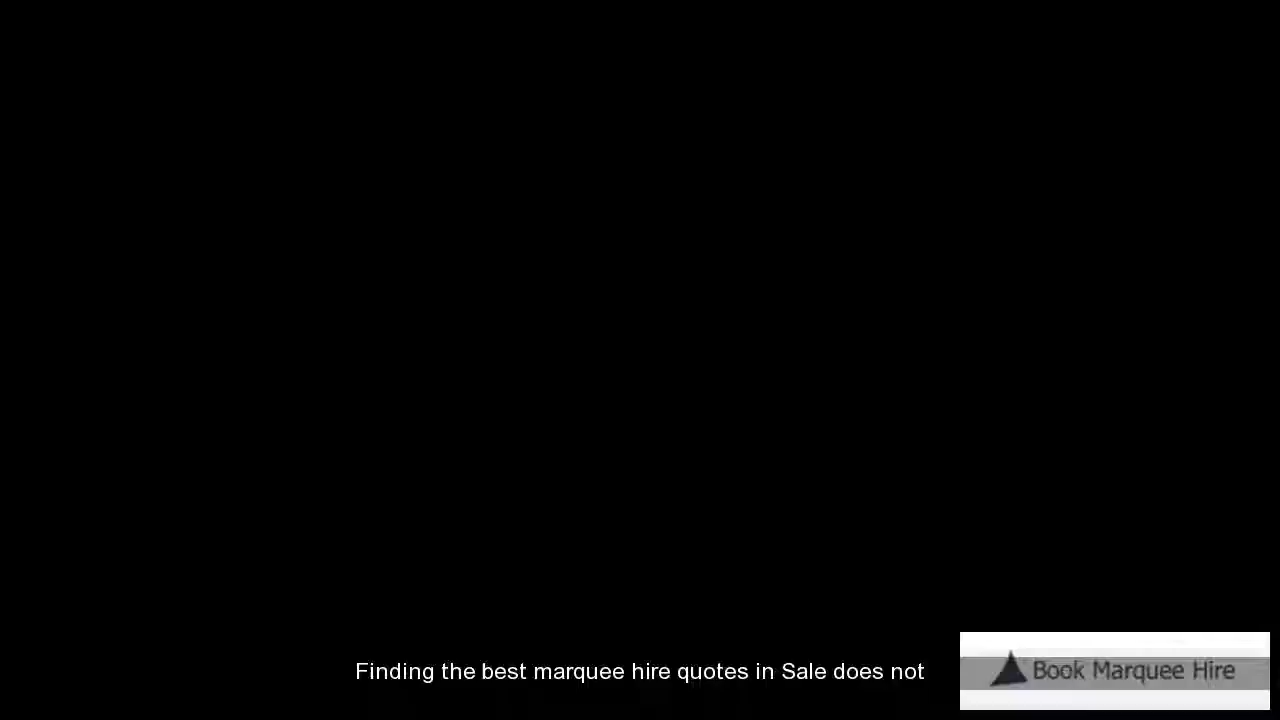 Finding the best marquee hire quotes in Sale does not
Book Marquee Hire